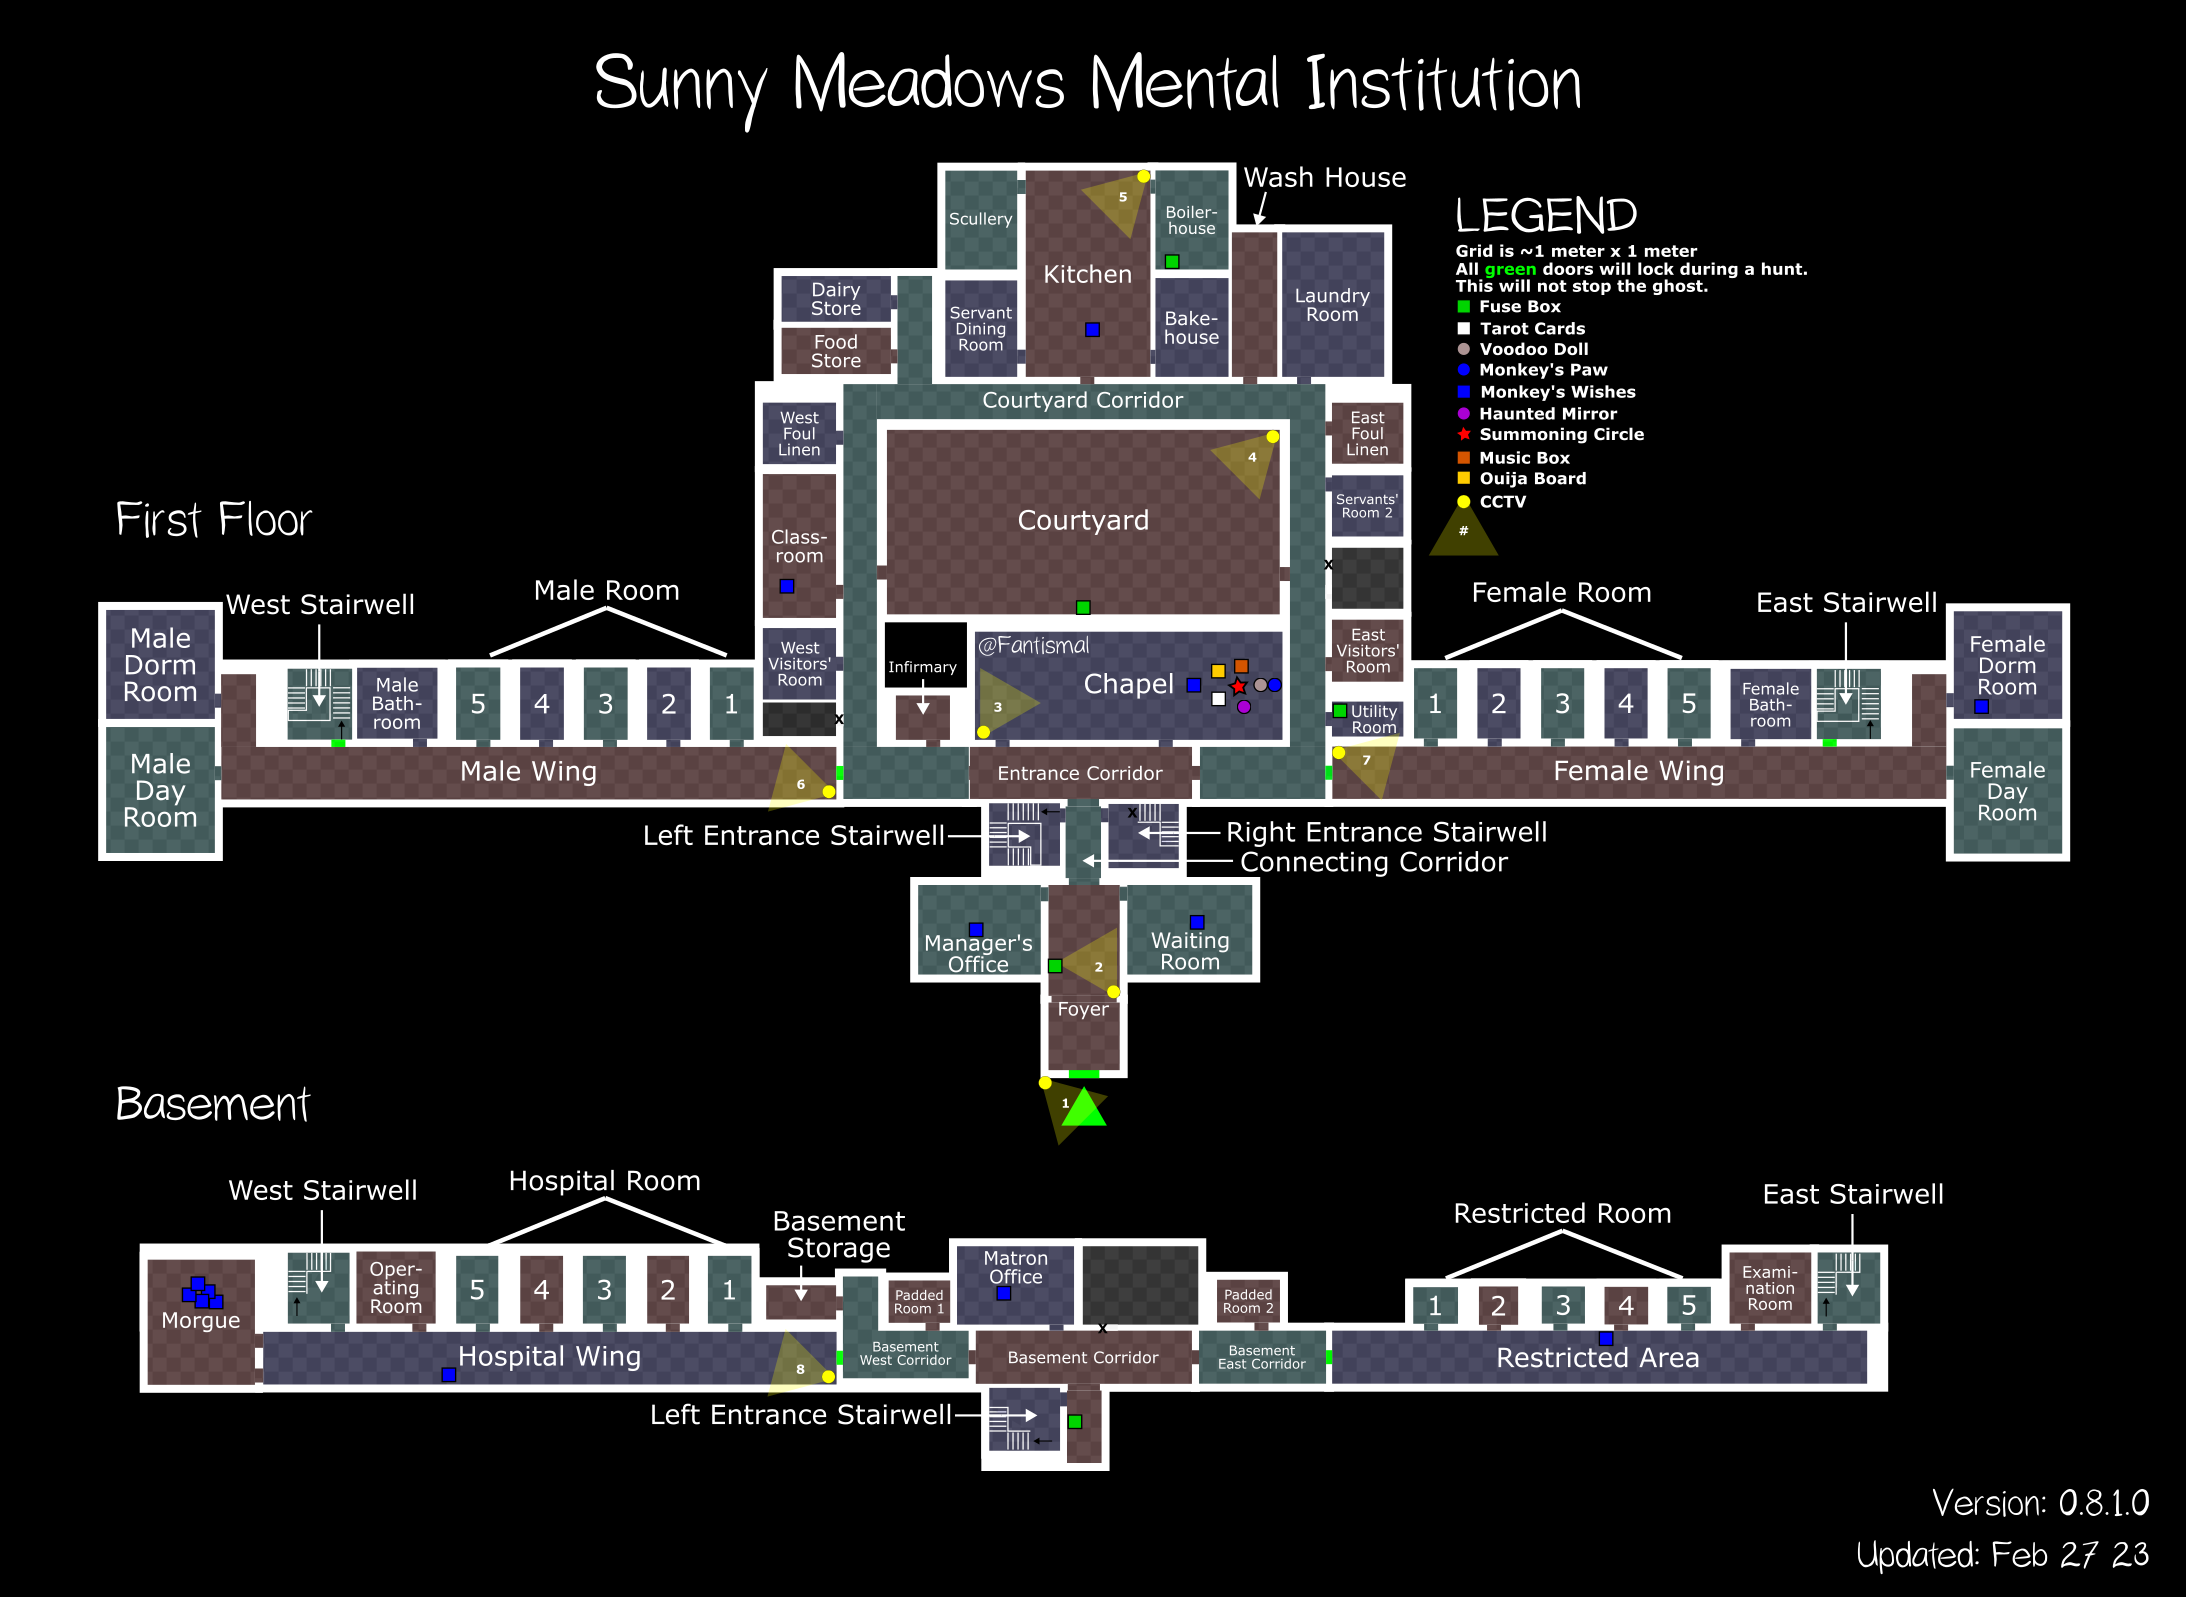 Sunny Meadows Mental Institution
Wash House
LEGEND
Grid is ~1 meter x 1 meter
All green doors will lock during a hunt.
This will not stop the ghost.
Fuse Box
Tarot Cards
Voodoo Doll
Monkey's Paw
Monkey's Wishes
Haunted Mirror
Summoning Circle
Music Box
Ouija Board
CCTV
#
Scullery
5
Kitchen
Boiler-
house
Servant
Dining
Room
Bake-
house
Laundry
Room
Dairy
Store
Food
Store
Courtyard Corridor
West
Foul
Linen
East
Foul
Linen
Class-
room
4
Courtyard
Servants'
Room 2
x
First Floor
West Stairwell
Male Room
West
Visitors'
Room
x
Infirmary
@Fantismal
Chapel
3
East
Visitors'
Room
Utility
Room
Female Room
East Stairwell
Male
Dorm
Room
Male
Bath-
room
5
4
3
2
1
1
2
3
4
5
Female
Bath-
room
Female
Dorm
Room
Male
Day
Room
Male Wing
6
Entrance Corridor
7
Female Wing
Female
Day
Room
Left Entrance Stairwell
x
Right Entrance Stairwell
Connecting Corridor
Manager's
Office
2
Waiting
Room
Foyer
1
Basement
West Stairwell
Hospital Room
Basement
Storage
Restricted Room
East Stairwell
Morgue
Oper-
ating
Room
5
4
3
2
1
Padded
Room 1
Matron
Office
x
Padded
Room 2
1
2
3
4
5
Exami-
nation
Room
Hospital Wing
8
Basement
West Corridor
Basement Corridor
Basement
East Corridor
Restricted Area
Left Entrance Stairwell
Version: 0.8.1.0
Updated: Feb 27 23